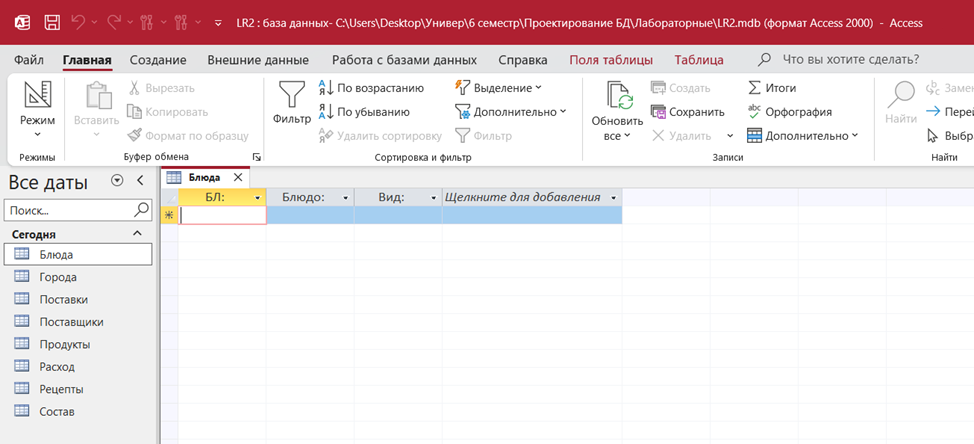 LR2 : база данных- C:\Users\Desktop\Универ\6 семестр\Проектирование БД\Лабораторные\LR2.mdb (формат Access 2000) - Access
Файл Главная Создание Внешние данные Работа с базами данных Справка Поля таблицы Таблица Что вы хотите сделать?
Режим
Режимы
Вставить
Вырезать
Копировать
Формат по образцу
Буфер обмена
Фильтр
По возрастанию
По убыванию
Удалить сортировку
Выделение
Дополнительно
Фильтр
Сортировка и фильтр
Обновить
все
Создать
Сохранить
Удалить
Итоги
Орфография
Дополнительно
Записи
Найти
Заме
Перей
Выбра
Найти
Все даты
Поиск...
Сегодня
Блюда
Города
Поставки
Поставщики
Продукты
Расход
Рецепты
Состав
Блюда
БЛ: Блюдо: Вид: Щелкните для добавления